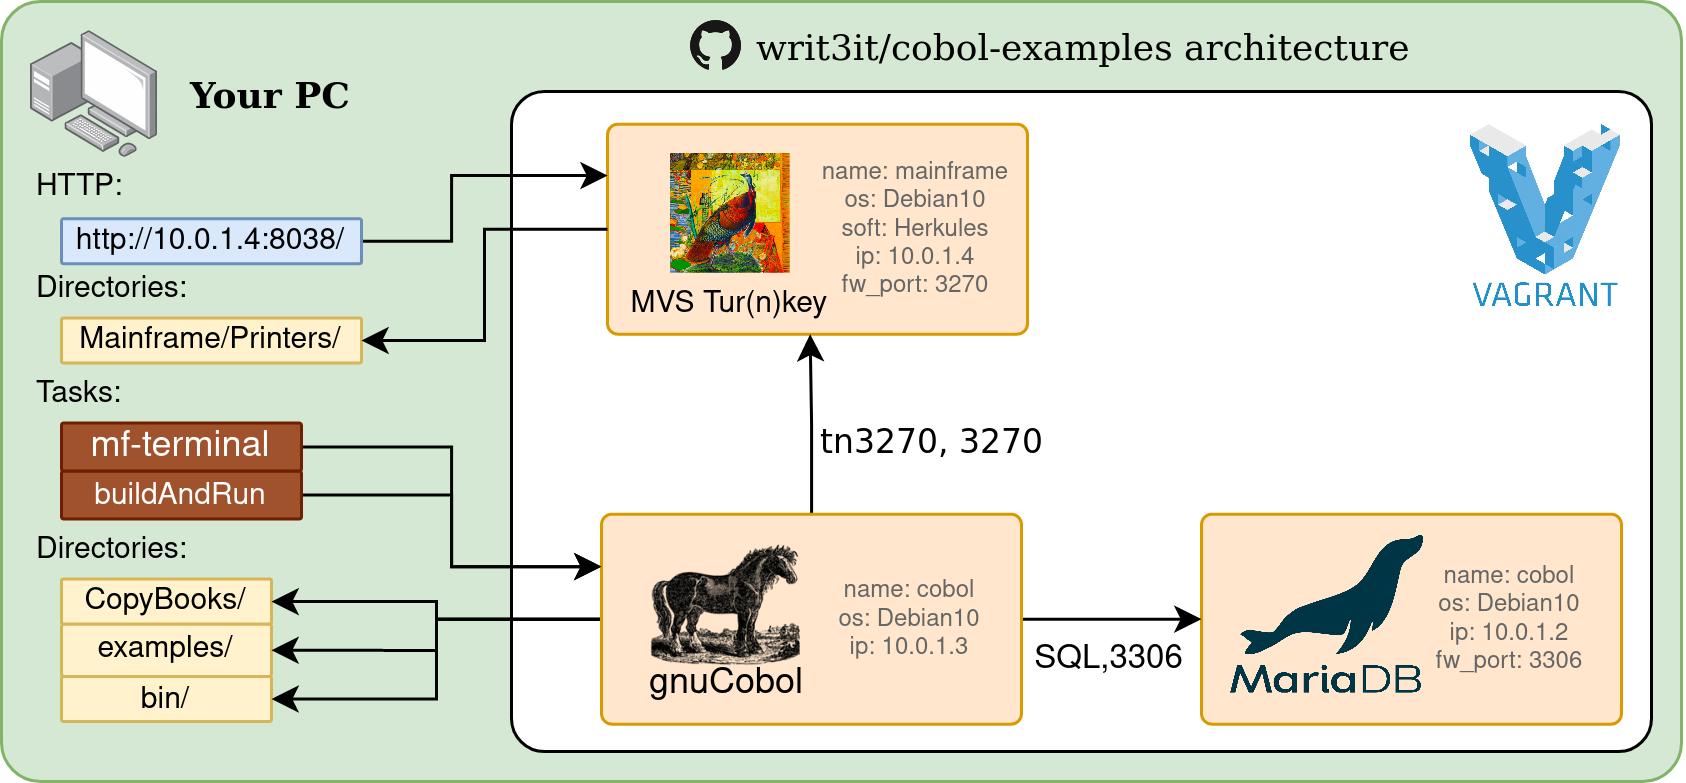 writ3it/cobol-examples architecture
Your PC
HTTP:
http://10.0.1.4:8038/
Directories:
Mainframe/Printers/
Tasks:
mf-terminal
buildAndRun
Directories:
CopyBooks/
examples/
bin/
name: mainframe
os: Debian10
soft: Herkules
ip: 10.0.1.4
fw_port: 3270
MVS Tur(n)key
VAGRANT
tn3270, 3270
name: cobol
os: Debian10
ip: 10.0.1.3
gnuCobol
SQL,3306
name: cobol
os: Debian10
ip: 10.0.1.2
fw_port: 3306
MariaDB